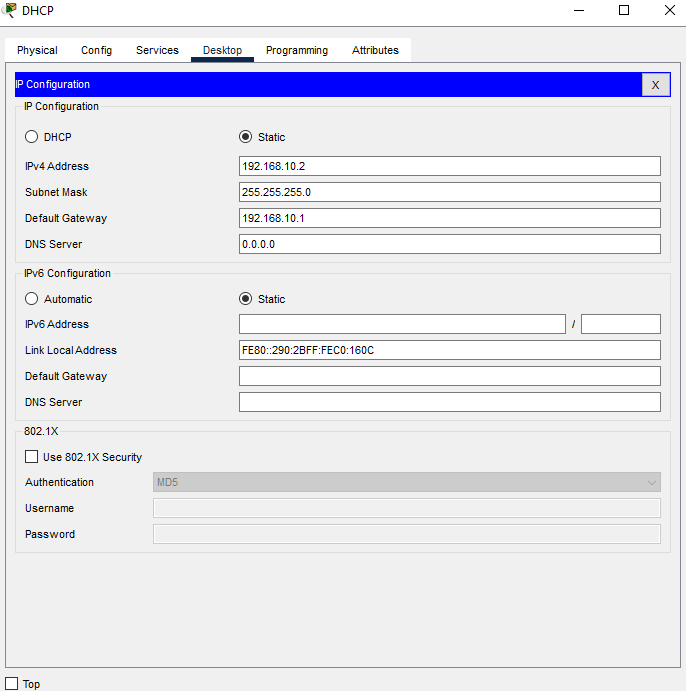 DHCP
Physical Config Services Desktop Programming Attributes
IP Configuration X
IP Configuration
DHCP Static
IPv4 Address 192.168.10.2
Subnet Mask 255.255.255.0
Default Gateway 192.168.10.1
DNS Server 0.0.0.0
IPv6 Configuration
Automatic Static
IPv6 Address /
Link Local Address FE80::290:2BFF:FEC0:160C
Default Gateway
DNS Server
802.1X
Use 802.1X Security
Authentication MD5
Username
Password
Top